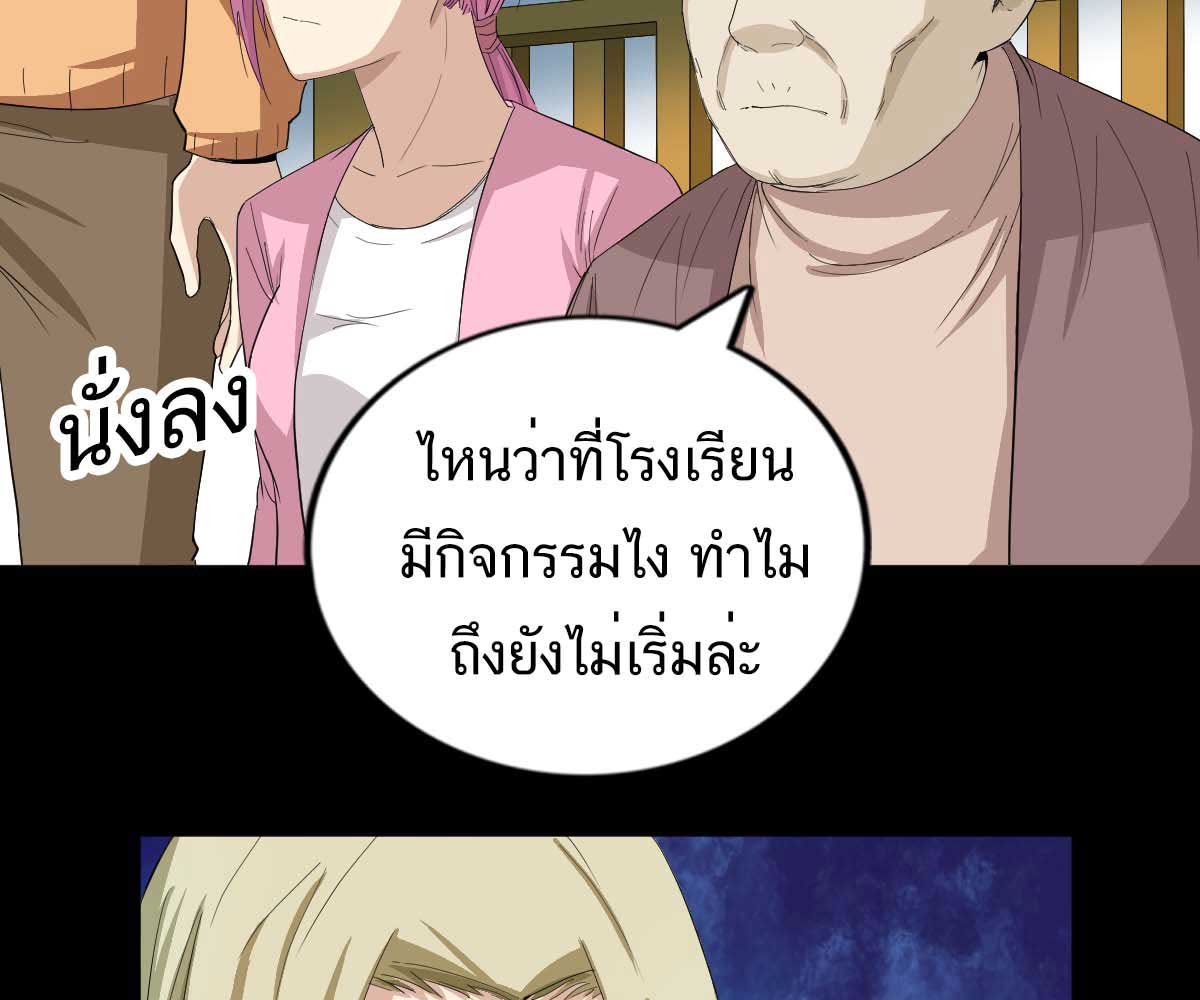 นั่งลง
ไหนว่าที่โรงเรียน
มีกิจกรรมไง ทำไม
ถึงยังไม่เริ่มล่ะ